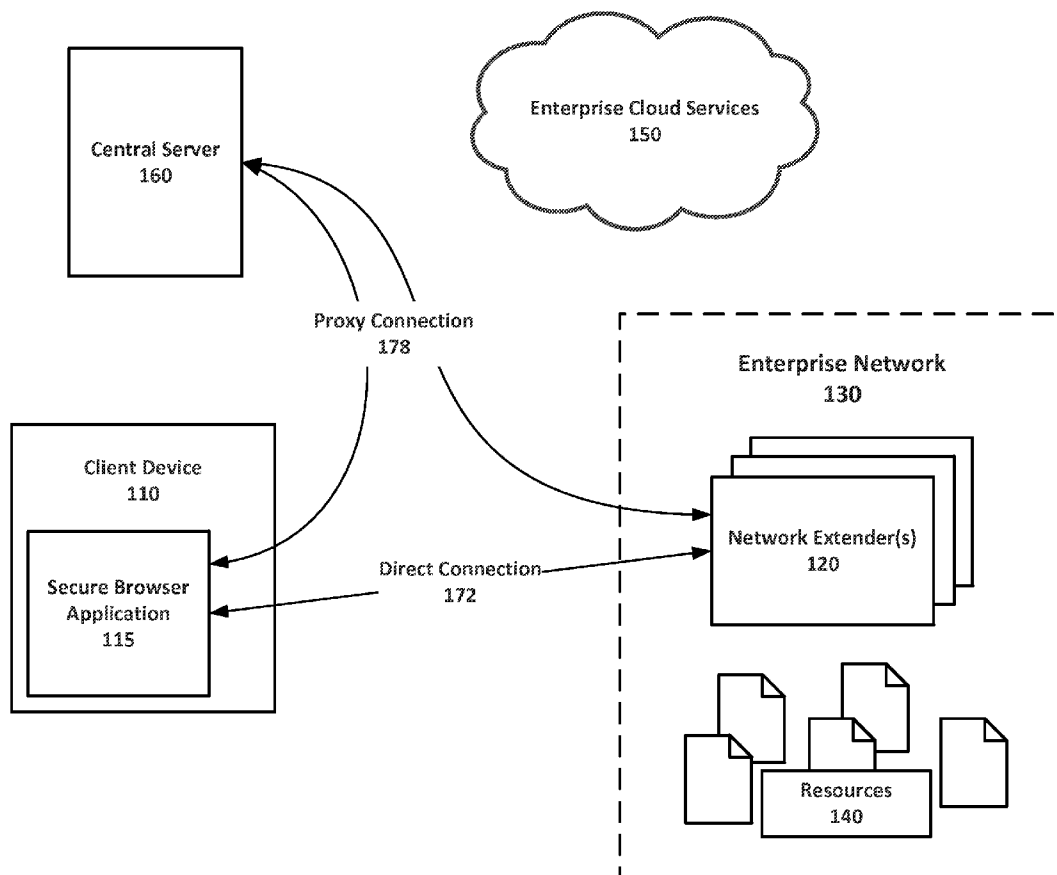 Enterprise Cloud Services
150
Central Server
160
Proxy Connection
178
Enterprise Network
130
Client Device
110
Network Extender(s)
120
Direct Connection
172
Secure Browser
Application
115
Resources
140